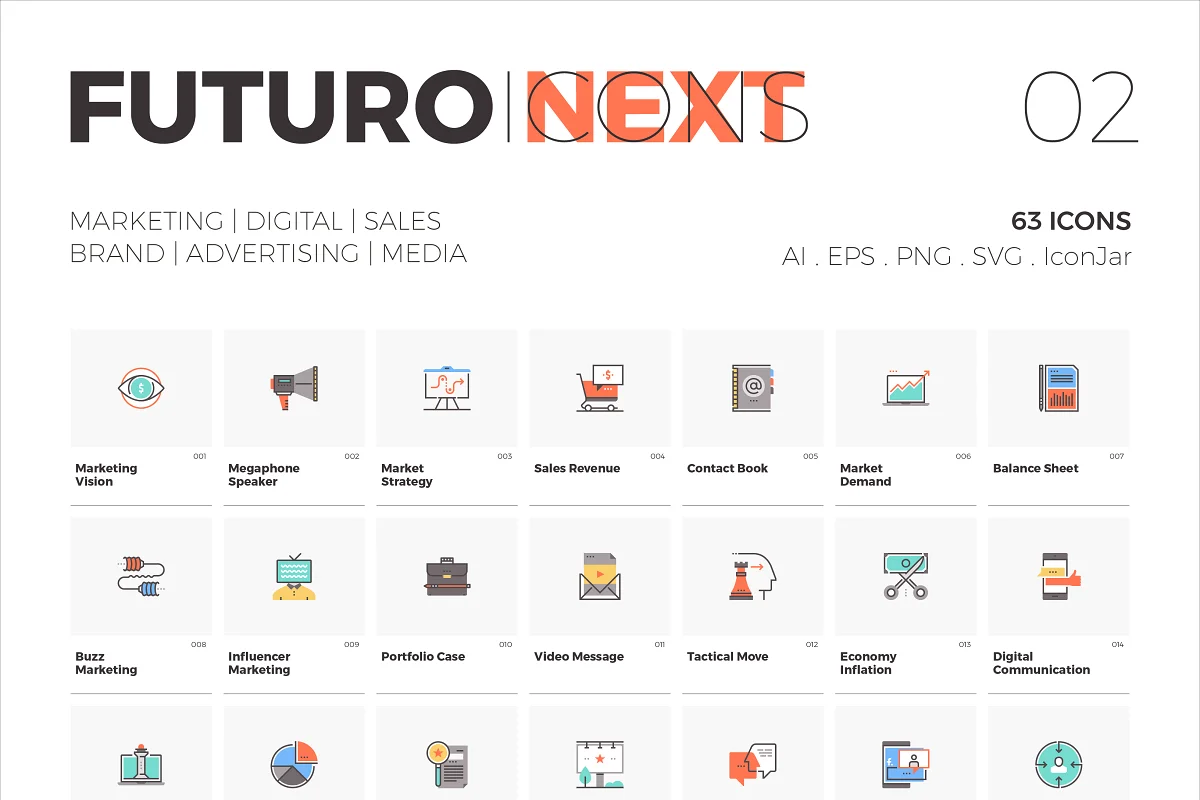 FUTURO | NEXT ICONS 02
MARKETING | DIGITAL | SALES
BRAND | ADVERTISING | MEDIA
63 ICONS
AI . EPS . PNG . SVG . IconJar
001
Marketing
Vision
002
Megaphone
Speaker
003
Market
Strategy
004
Sales Revenue
005
Contact Book
006
Market
Demand
007
Balance Sheet
008
Buzz
Marketing
009
Influencer
Marketing
010
Portfolio Case
011
Video Message
012
Tactical Move
013
Economy
Inflation
014
Digital
Communication